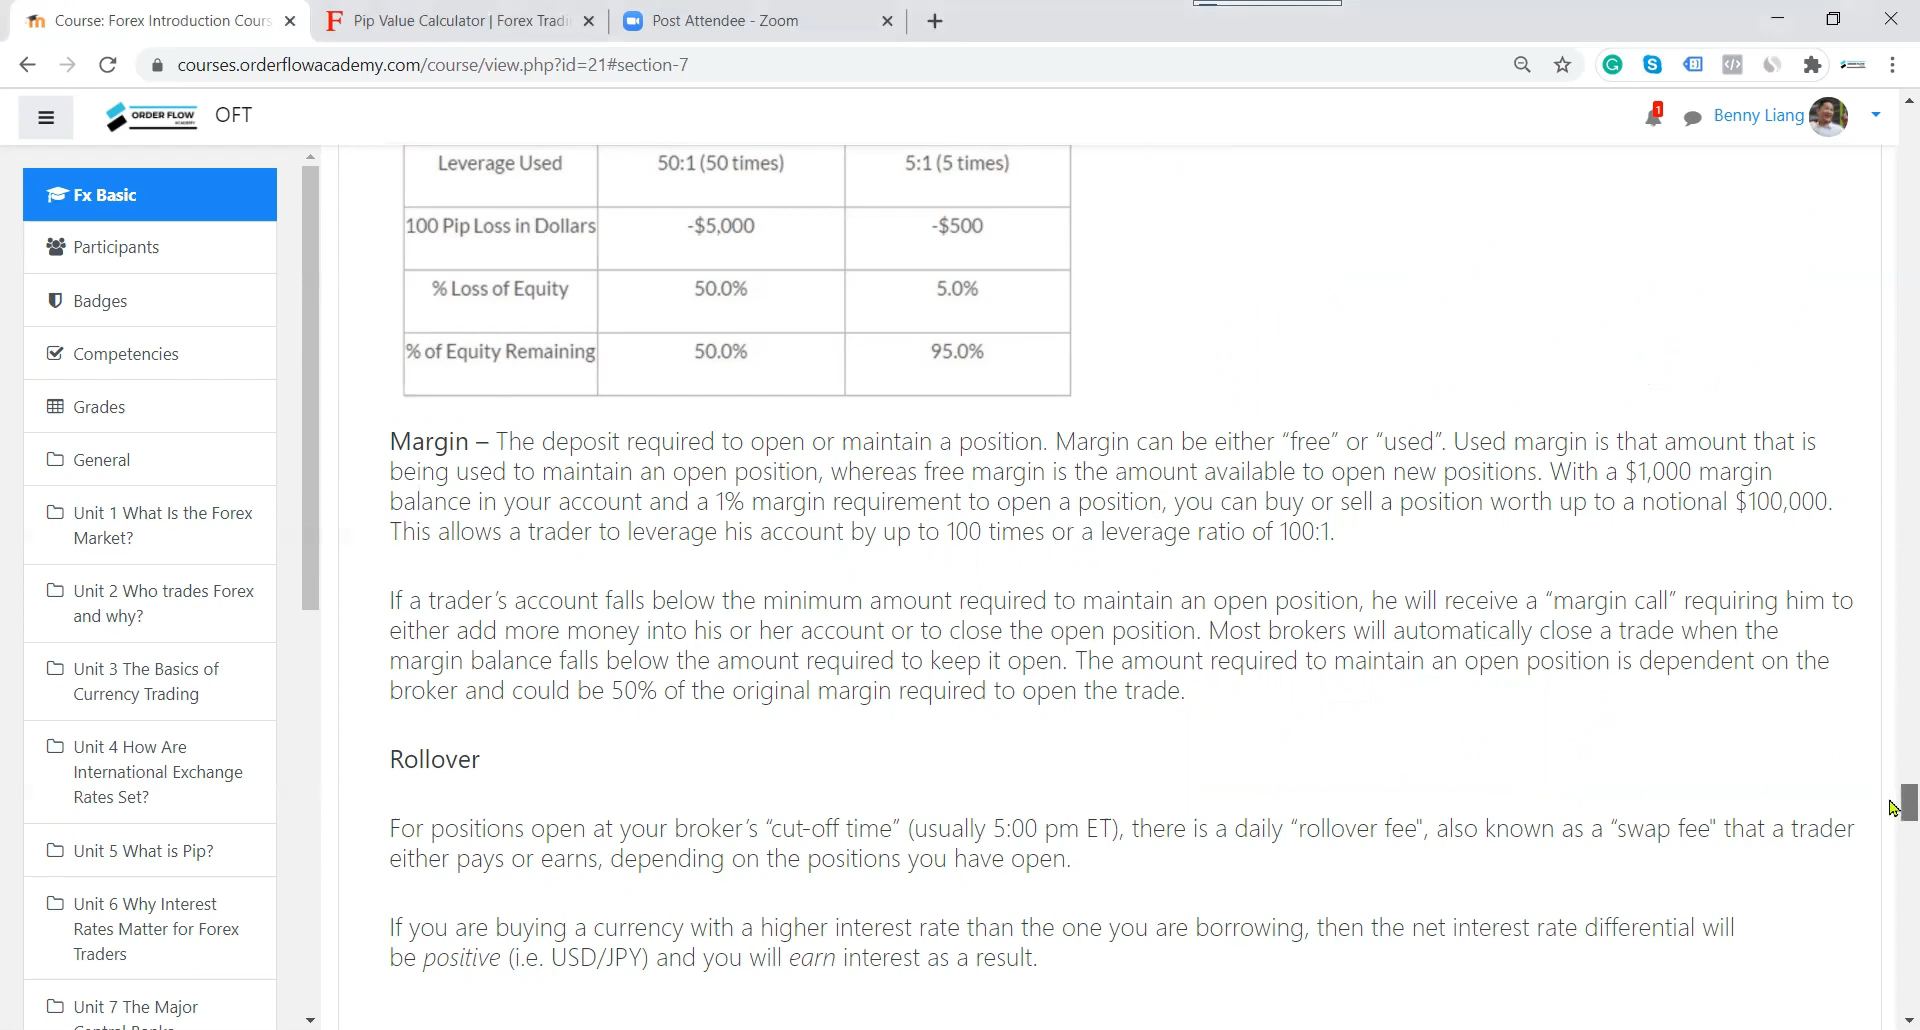 Course: Forex Introduction Cours
Pip Value Calculator | Forex Tradi
Post Attendee - Zoom
courses.orderflowacademy.com/course/view.php?id=21#section-7
ORDER FLOW
ACADEMY
OFT
1
Benny Liang
Fx Basic
Participants
Badges
Competencies
Grades
General
Unit 1 What Is the Forex
Market?
Unit 2 Who trades Forex
and why?
Unit 3 The Basics of
Currency Trading
Unit 4 How Are
International Exchange
Rates Set?
Unit 5 What is Pip?
Unit 6 Why Interest
Rates Matter for Forex
Traders
Unit 7 The Major
Leverage Used 50:1 (50 times) 5:1 (5 times)
100 Pip Loss in Dollars -$5,000 -$500
% Loss of Equity 50.0% 5.0%
% of Equity Remaining 50.0% 95.0%
Margin – The deposit required to open or maintain a position. Margin can be either “free” or “used”. Used margin is that amount that is
being used to maintain an open position, whereas free margin is the amount available to open new positions. With a $1,000 margin
balance in your account and a 1% margin requirement to open a position, you can buy or sell a position worth up to a notional $100,000.
This allows a trader to leverage his account by up to 100 times or a leverage ratio of 100:1.
If a trader’s account falls below the minimum amount required to maintain an open position, he will receive a “margin call” requiring him to
either add more money into his or her account or to close the open position. Most brokers will automatically close a trade when the
margin balance falls below the amount required to keep it open. The amount required to maintain an open position is dependent on the
broker and could be 50% of the original margin required to open the trade.
Rollover
For positions open at your broker’s “cut-off time” (usually 5:00 pm ET), there is a daily “rollover fee", also known as a “swap fee" that a trader
either pays or earns, depending on the positions you have open.
If you are buying a currency with a higher interest rate than the one you are borrowing, then the net interest rate differential will
be positive (i.e. USD/JPY) and you will earn interest as a result.